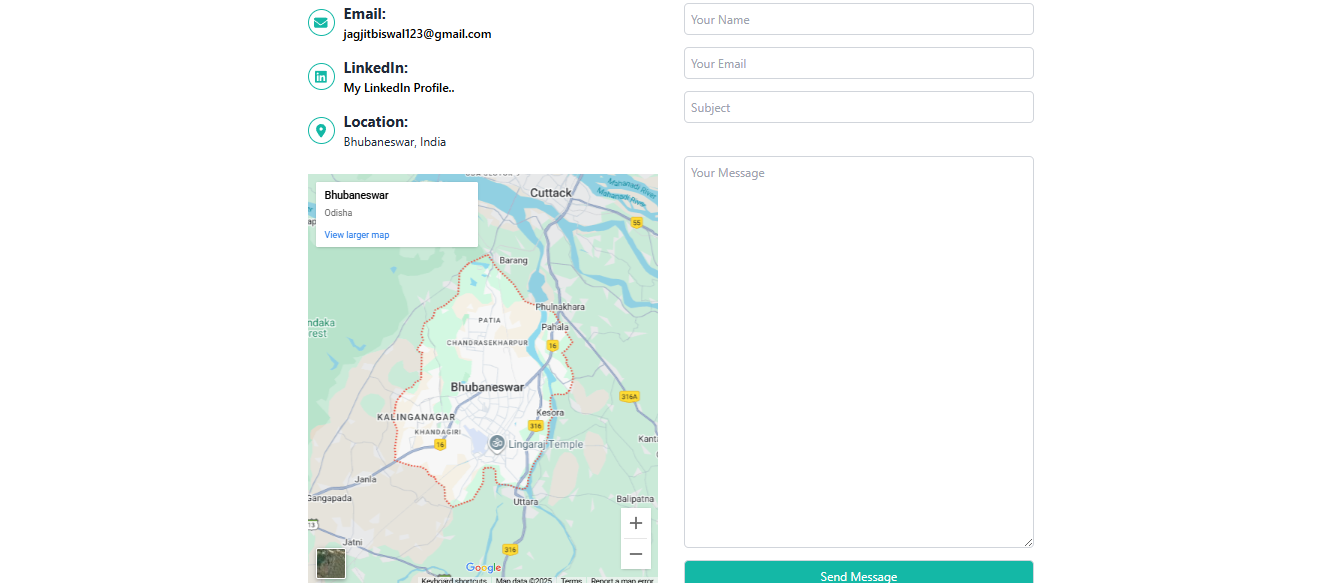 Email:
jagjitbiswal123@gmail.com
LinkedIn:
My LinkedIn Profile..
Location:
Bhubaneswar, India
Your Name
Your Email
Subject
Your Message
Send Message
Bhubaneswar
Odisha
View larger map
Cuttack
Mahanadi River
Mahanadi River
55
Barang
Phulnakhara
PATIA
Pahala
ndaka
rest
CHANDRASEKHARPUR
16
Bhubaneswar
316A
KALINGANAGAR
Kesora
316
KHANDAGIRI
16
Lingaraj Temple
Kant
Janla
Gangapada
Uttara
Balipatna
13
Jatni
316
Google
Keyboard shortcuts
Map data ©2025
Terms
Report a map error